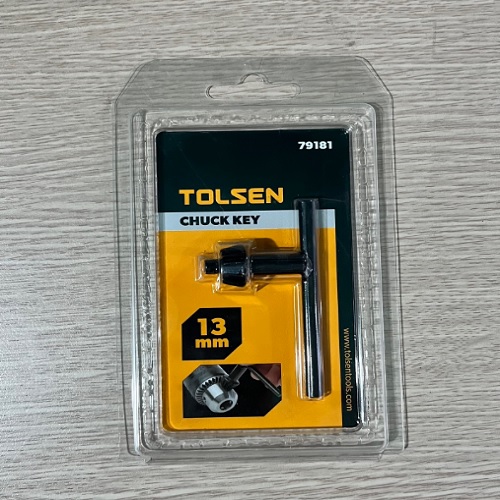 79181
TOLSEN
CHUCK KEY
13
mm
www.tolsentools.com